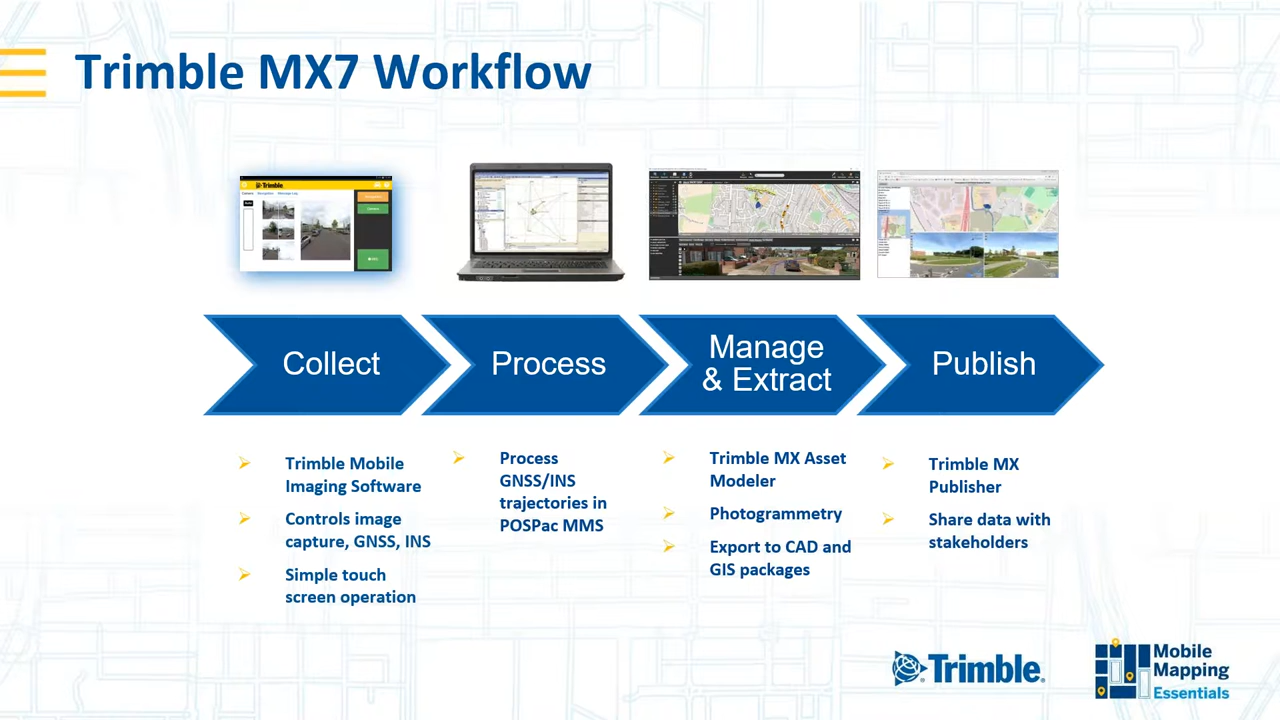 Trimble MX7 Workflow
Trimble
Collect
Process
Manage
& Extract
Publish
Trimble Mobile
Imaging Software
Controls image
capture, GNSS, INS
Simple touch
screen operation
Process
GNSS/INS
trajectories in
POSPac MMS
Trimble MX Asset
Modeler
Photogrammetry
Export to CAD and
GIS packages
Trimble MX
Publisher
Share data with
stakeholders
Trimble
Mobile
Mapping
Essentials